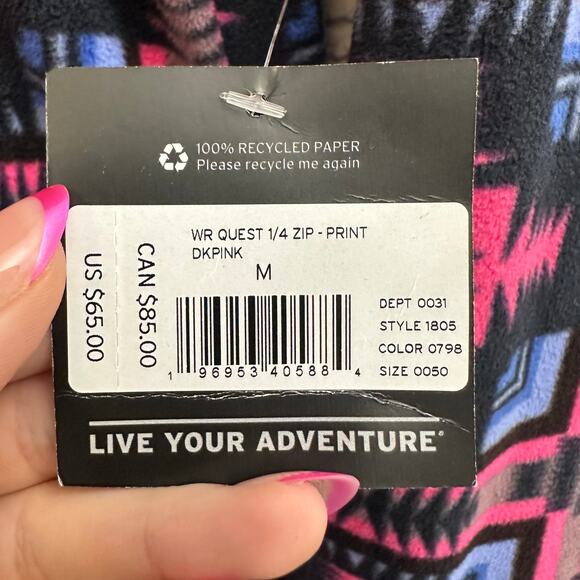 100% RECYCLED PAPER
Please recycle me again
WR QUEST 1/4 ZIP - PRINT
DKPINK
M
US $65.00
CAN $85.00
DEPT 0031
STYLE 1805
COLOR 0798
SIZE 0050
1 96953 40588 4
LIVE YOUR ADVENTURE®